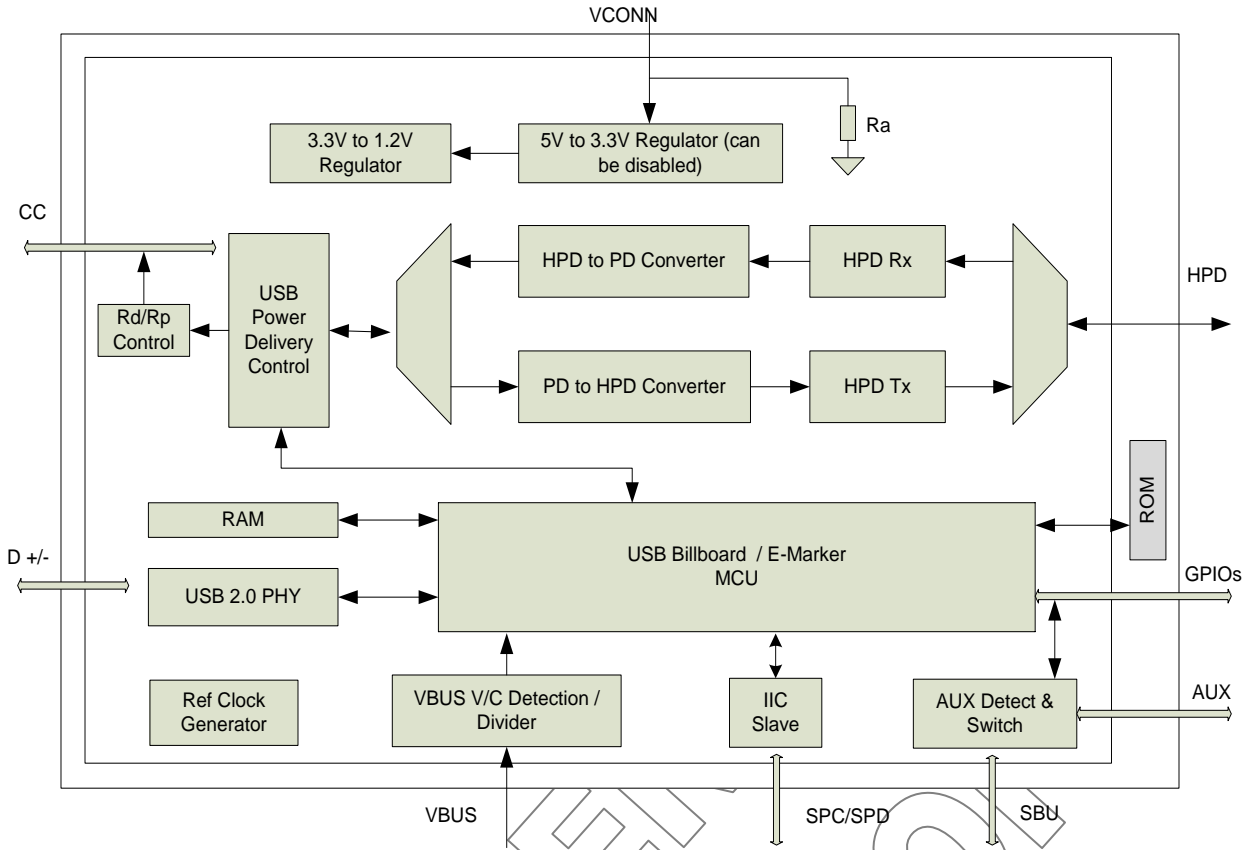 VCONN
3.3V to 1.2V
Regulator
5V to 3.3V Regulator (can
be disabled)
Ra
CC
HPD to PD Converter
HPD Rx
HPD
USB
Power
Delivery
Control
Rd/Rp
Control
PD to HPD Converter
HPD Tx
ROM
RAM
USB Billboard / E-Marker
MCU
D +/-
USB 2.0 PHY
GPIOs
Ref Clock
Generator
VBUS V/C Detection /
Divider
IIC
Slave
AUX Detect &
Switch
AUX
VBUS
SPC/SPD
SBU